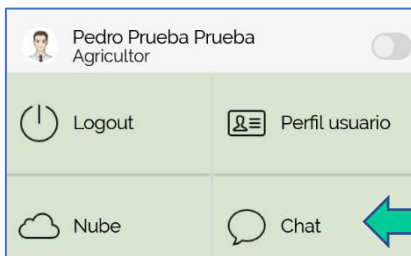 Pedro Prueba Prueba
Agricultor
Logout
Perfil usuario
Nube
Chat